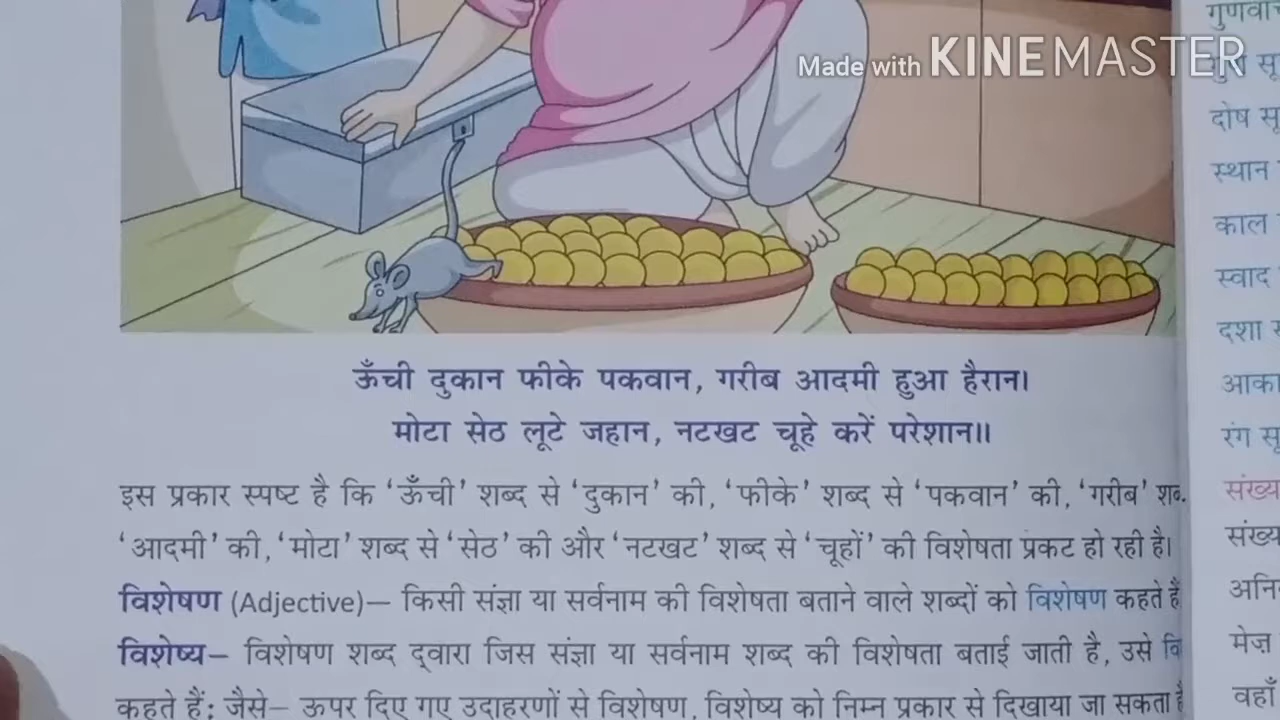 Made with KINEMASTER
ऊँची दुकान फीके पकवान, गरीब आदमी हुआ हैरान।
मोटा सेठ लूटे जहान, नटखट चूहे करें परेशान॥
इस प्रकार स्पष्ट है कि ‘ऊँची’ शब्द से ‘दुकान’ की, ‘फीके’ शब्द से ‘पकवान’ की, ‘गरीब’
‘आदमी’ की, ‘मोटा’ शब्द से ‘सेठ’ की और ‘नटखट’ शब्द से ‘चूहों’ की विशेषता प्रकट हो रही है।
विशेषण (Adjective)– किसी संज्ञा या सर्वनाम की विशेषता बताने वाले शब्दों को विशेषण कहते हैं
विशेष्य– विशेषण शब्द द्वारा जिस संज्ञा या सर्वनाम शब्द की विशेषता बताई जाती है, उसे
कहते हैं; जैसे– ऊपर दिए गए उदाहरणों से विशेषण, विशेष्य को निम्न प्रकार से दिखाया जा सकता
दोष
स्थान
काल
स्वाद
दशा
रंग
मेज़
वहाँ